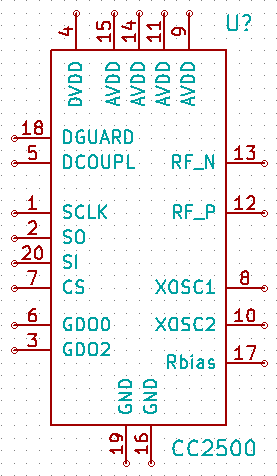 U?
4 15 14 11 9
DVDD AVDD AVDD AVDD AVDD
18 DGUARD
5 DCOUPL RF_N 13
1 SCLK RF_P 12
2 SO
20 SI
7 CS XOSC1 8
6 GDO0 XOSC2 10
3 GDO2
Rbias 17
GND GND
19 16
CC2500